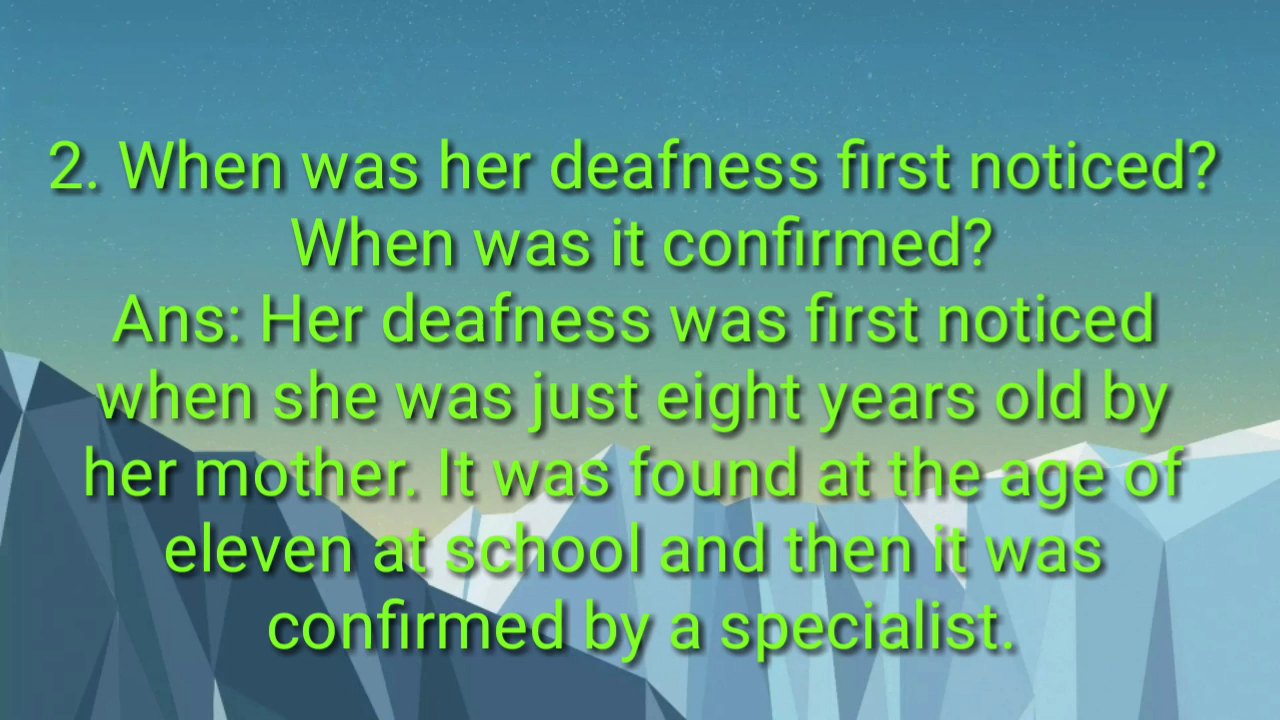 2. When was her deafness first noticed?
When was it confirmed?
Ans: Her deafness was first noticed
when she was just eight years old by
her mother. It was found at the age of
eleven at school and then it was
confirmed by a specialist.